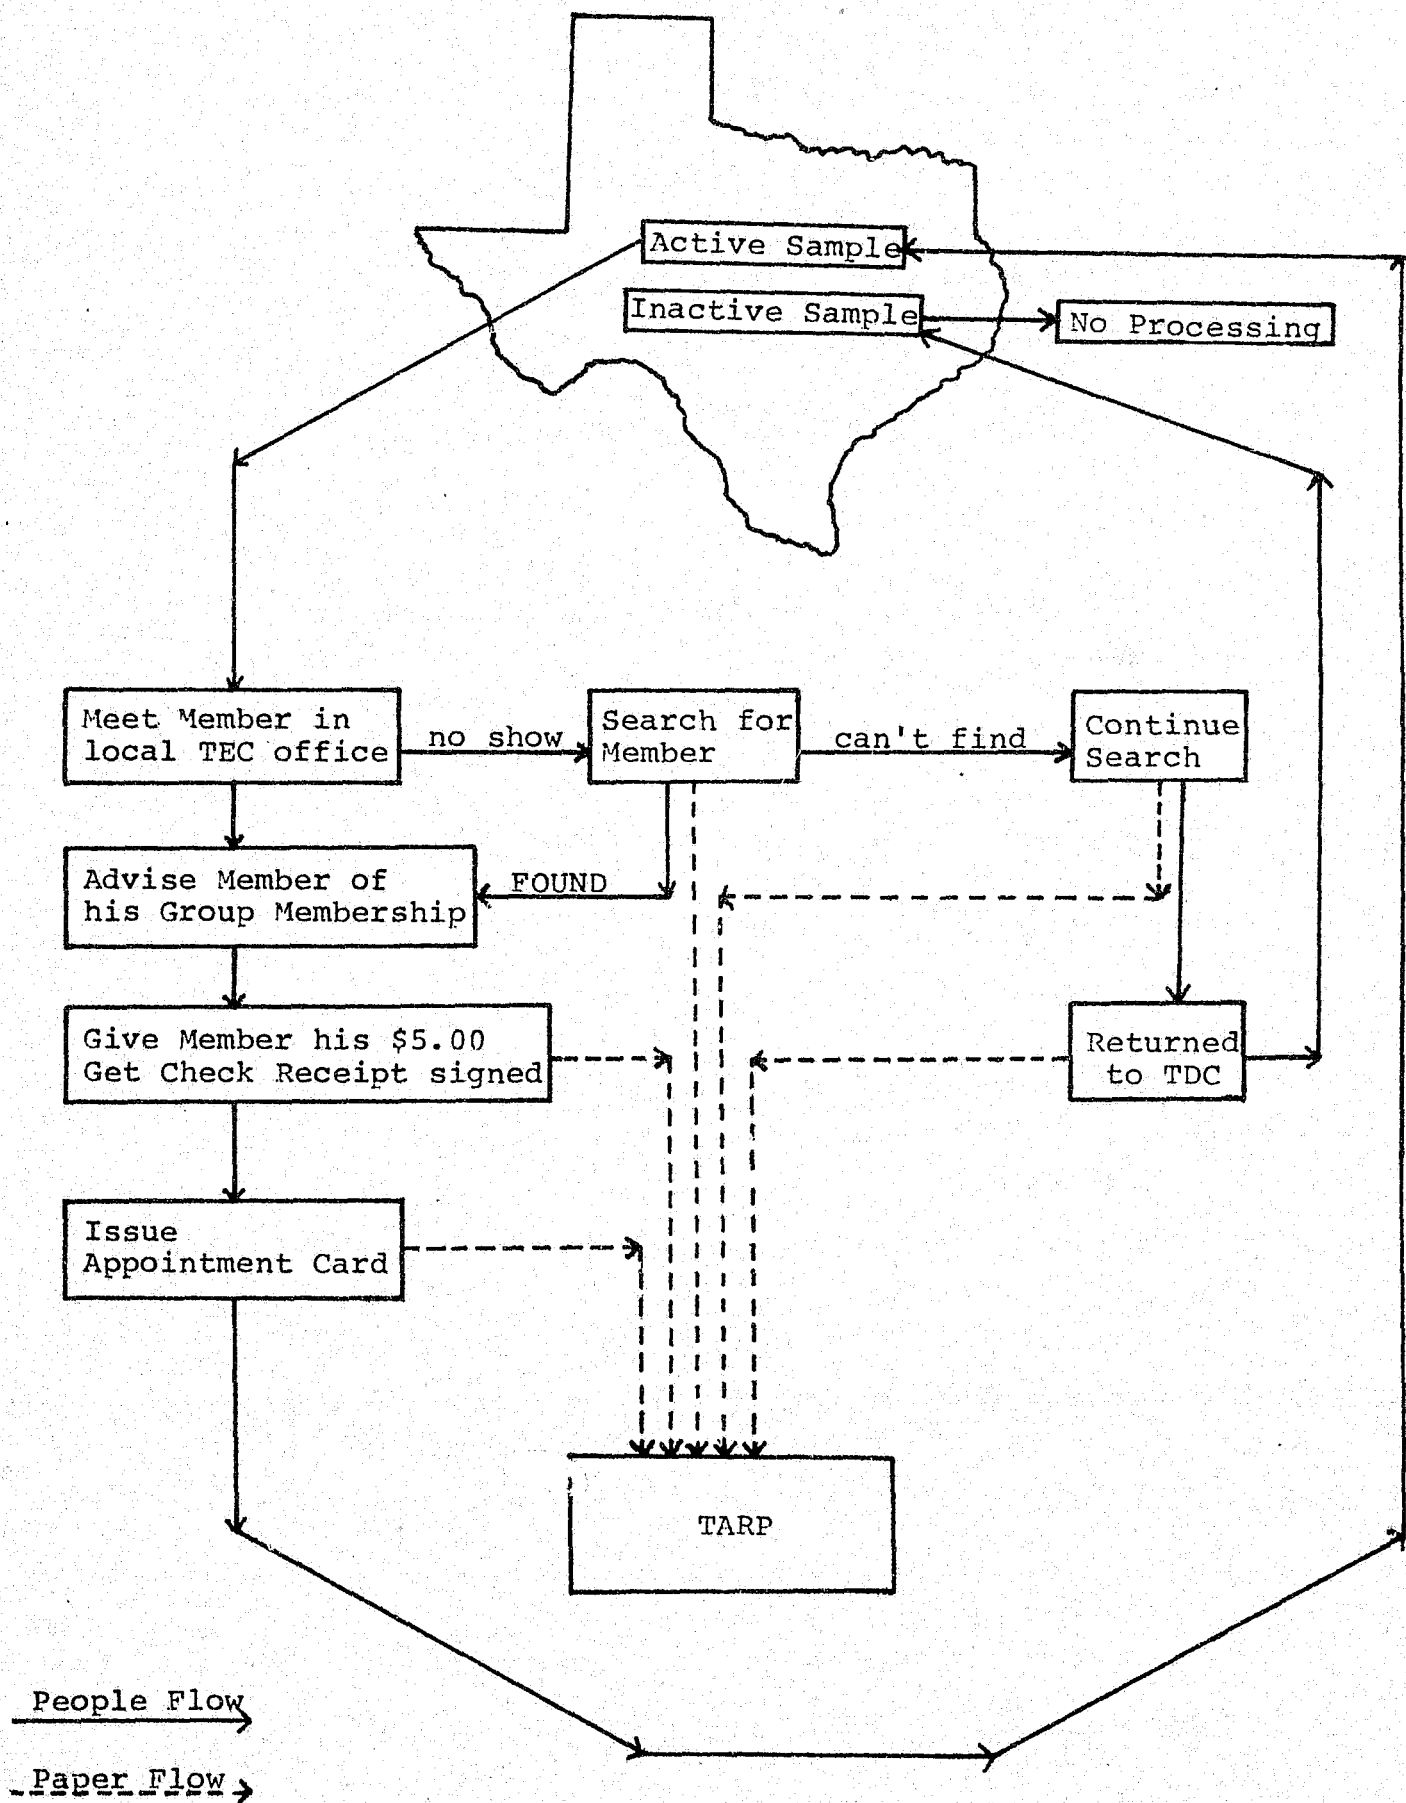 Active Sample
Inactive Sample
No Processing
Meet Member in
local TEC office
no show
Search for
Member
can't find
Continue
Search
Advise Member of
his Group Membership
FOUND
Give Member his $5.00
Get Check Receipt signed
Returned
to TDC
Issue
Appointment Card
TARP
People Flow
Paper Flow